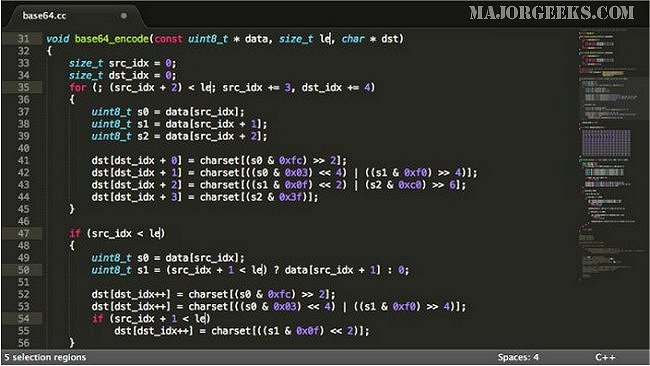 base64.cc
MAJORGEEKS.COM
31 void base64_encode(const uint8_t * data, size_t le, char * dst)
32 {
33 size_t src_idx = 0;
34 size_t dst_idx = 0;
35 for (; (src_idx + 2) < le; src_idx += 3, dst_idx += 4)
36 {
37 uint8_t s0 = data[src_idx];
38 uint8_t s1 = data[src_idx + 1];
39 uint8_t s2 = data[src_idx + 2];
40
41 dst[dst_idx + 0] = charset[(s0 & 0xfc) >> 2];
42 dst[dst_idx + 1] = charset[((s0 & 0x03) << 4) | ((s1 & 0xf0) >> 4)];
43 dst[dst_idx + 2] = charset[((s1 & 0x0f) << 2) | (s2 & 0xc0) >> 6];
44 dst[dst_idx + 3] = charset[(s2 & 0x3f)];
45 }
46
47 if (src_idx < le)
48 {
49 uint8_t s0 = data[src_idx];
50 uint8_t s1 = (src_idx + 1 < le) ? data[src_idx + 1] : 0;
51
52 dst[dst_idx++] = charset[(s0 & 0xfc) >> 2];
53 dst[dst_idx++] = charset[((s0 & 0x03) << 4) | ((s1 & 0xf0) >> 4)];
54 if (src_idx + 1 < le)
55 dst[dst_idx++] = charset[((s1 & 0x0f) << 2)];
56 }
5 selection regions
Spaces: 4
C++